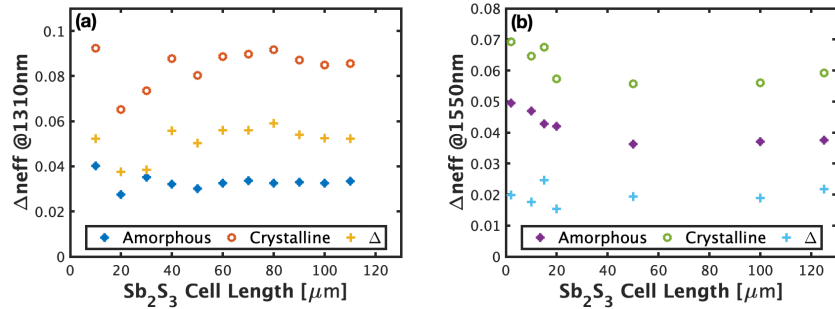 (a)
Δneff @1310nm
0.1
0.08
0.06
0.04
0.02
0
Amorphous Crystalline Δ
0 20 40 60 80 100 120
Sb2S3 Cell Length [μm]
(b)
Δneff @1550nm
0.08
0.07
0.06
0.05
0.04
0.03
0.02
0.01
0.00
Amorphous Crystalline Δ
0 20 40 60 80 100 120
Sb2S3 Cell Length [μm]